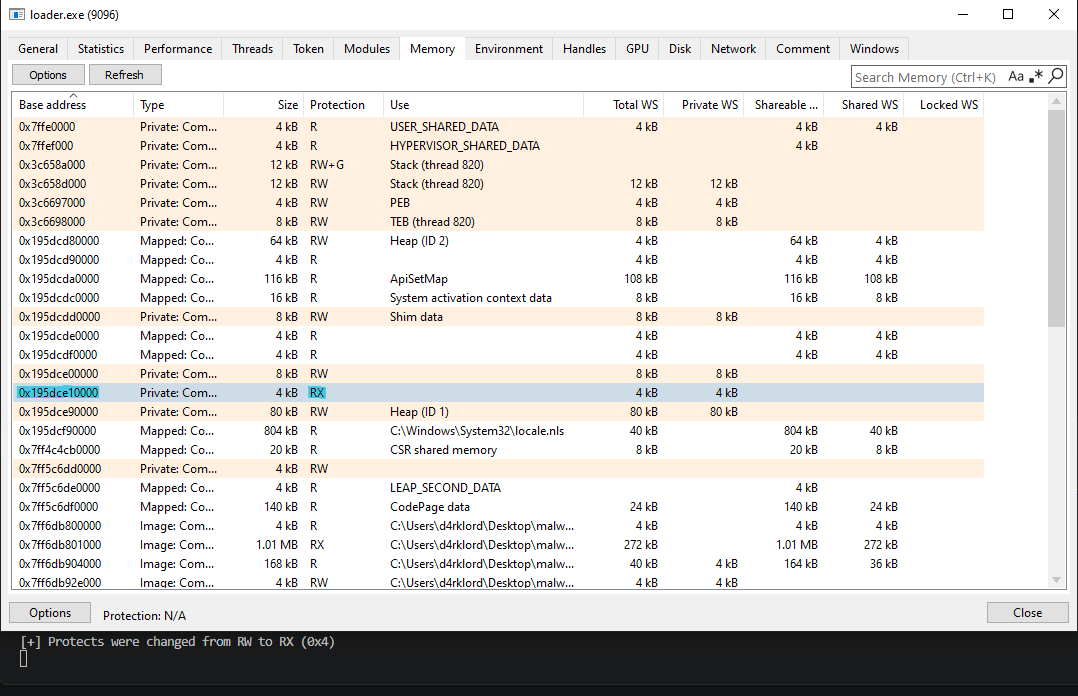 loader.exe (9096)
General Statistics Performance Threads Token Modules Memory Environment Handles GPU Disk Network Comment Windows
Options Refresh Search Memory (Ctrl+K) Aa .*
Base address Type Size Protection Use Total WS Private WS Shareable ... Shared WS Locked WS
0x7ffe0000 Private: Com... 4 kB R USER_SHARED_DATA 4 kB 4 kB 4 kB
0x7ffef000 Private: Com... 4 kB R HYPERVISOR_SHARED_DATA 4 kB
0x3c658a000 Private: Com... 12 kB RW+G Stack (thread 820)
0x3c658d000 Private: Com... 12 kB RW Stack (thread 820) 12 kB 12 kB
0x3c6697000 Private: Com... 4 kB RW PEB 4 kB 4 kB
0x3c6698000 Private: Com... 8 kB RW TEB (thread 820) 8 kB 8 kB
0x195dcd80000 Mapped: Co... 64 kB RW Heap (ID 2) 4 kB 64 kB 4 kB
0x195dcd90000 Mapped: Co... 4 kB R 4 kB 4 kB 4 kB
0x195dcda0000 Mapped: Co... 116 kB R ApiSetMap 108 kB 116 kB 108 kB
0x195dcdc0000 Mapped: Co... 16 kB R System activation context data 8 kB 16 kB 8 kB
0x195dcdd0000 Private: Com... 8 kB RW Shim data 8 kB 8 kB
0x195dcde0000 Mapped: Co... 4 kB R 4 kB 4 kB 4 kB
0x195dcdf0000 Mapped: Co... 4 kB R 4 kB 4 kB 4 kB
0x195dce00000 Private: Com... 8 kB RW 8 kB 8 kB
0x195dce10000 Private: Com... 4 kB RX 4 kB 4 kB
0x195dce90000 Private: Com... 80 kB RW Heap (ID 1) 80 kB 80 kB
0x195dcf90000 Mapped: Co... 804 kB R C:\Windows\System32\locale.nls 40 kB 804 kB 40 kB
0x7ff4c4cb0000 Mapped: Co... 20 kB R CSR shared memory 8 kB 20 kB 8 kB
0x7ff5c6dd0000 Private: Com... 4 kB RW
0x7ff5c6de0000 Mapped: Co... 4 kB R LEAP_SECOND_DATA 4 kB
0x7ff5c6df0000 Mapped: Co... 140 kB R CodePage data 24 kB 140 kB 24 kB
0x7ff6db800000 Image: Com... 4 kB R C:\Users\d4rklord\Desktop\malw... 4 kB 4 kB 4 kB
0x7ff6db801000 Image: Com... 1.01 MB RX C:\Users\d4rklord\Desktop\malw... 272 kB 1.01 MB 272 kB
0x7ff6db904000 Image: Com... 168 kB R C:\Users\d4rklord\Desktop\malw... 40 kB 4 kB 164 kB 36 kB
0x7ff6db92e000 Image: Com... 4 kB RW C:\Users\d4rklord\Desktop\malw... 4 kB 4 kB
Options Protection: N/A Close
[+] Protects were changed from RW to RX (0x4)